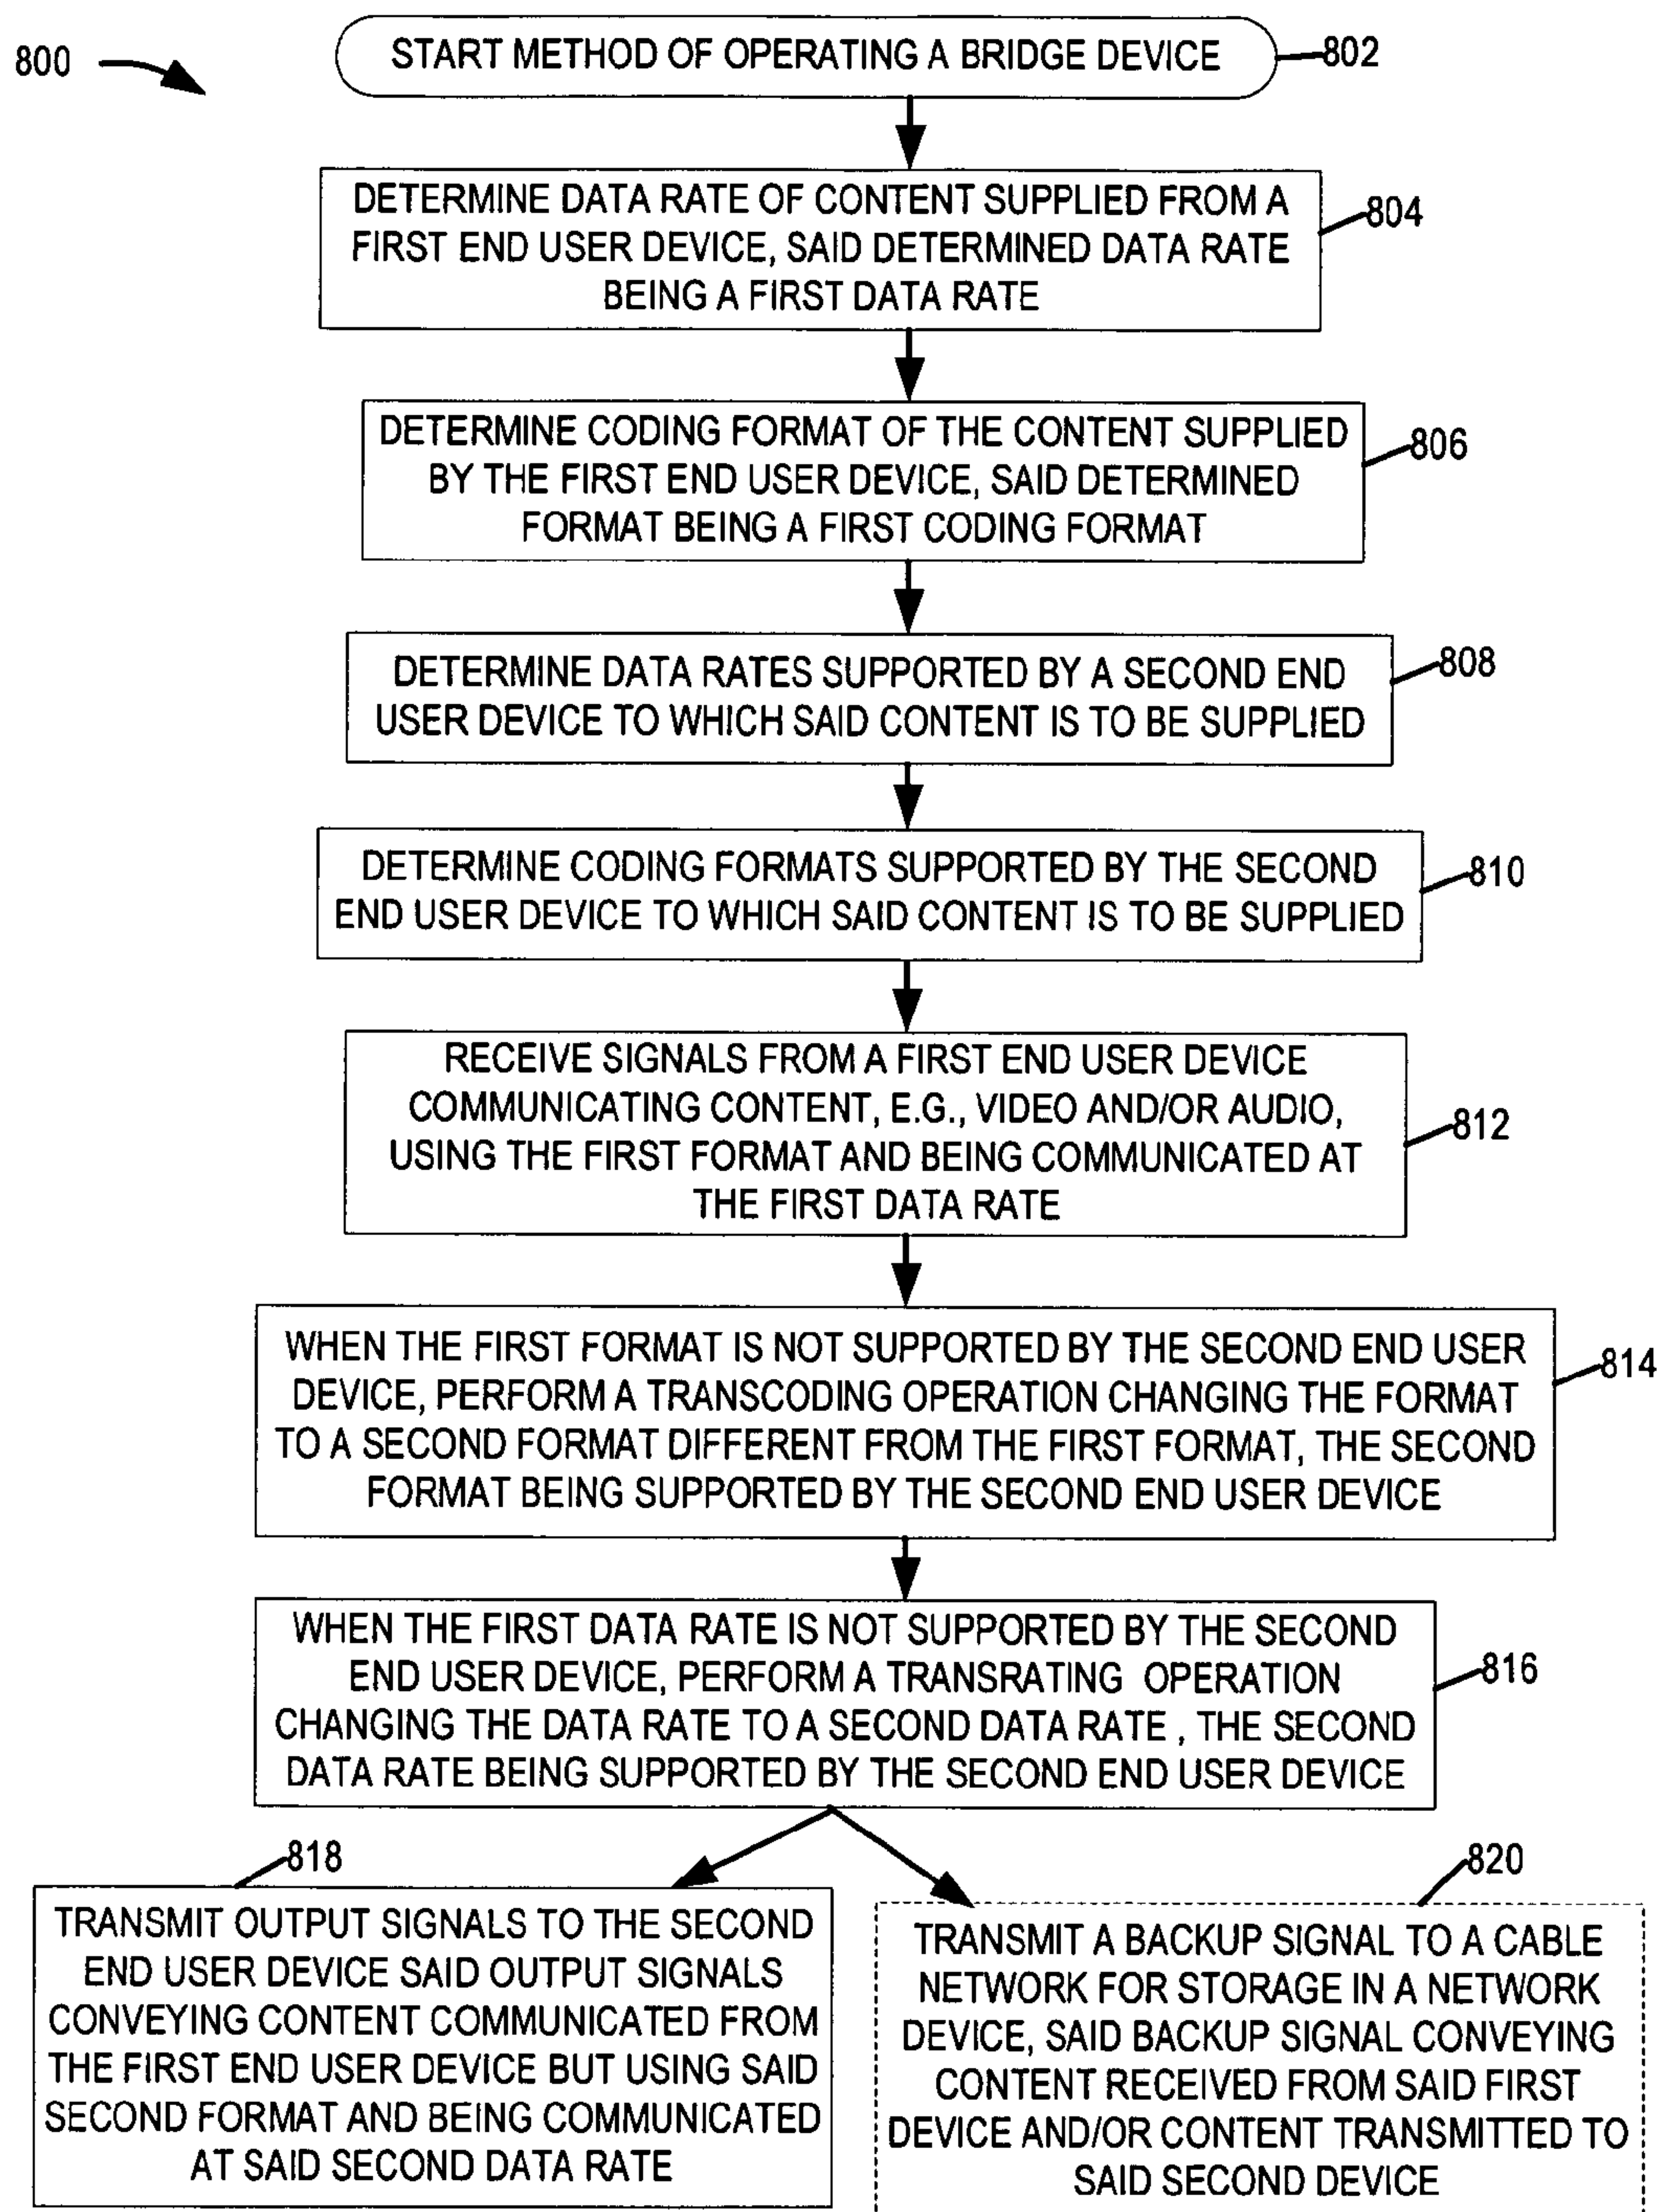 800
START METHOD OF OPERATING A BRIDGE DEVICE
802
DETERMINE DATA RATE OF CONTENT SUPPLIED FROM A
FIRST END USER DEVICE, SAID DETERMINED DATA RATE
BEING A FIRST DATA RATE
804
DETERMINE CODING FORMAT OF THE CONTENT SUPPLIED
BY THE FIRST END USER DEVICE, SAID DETERMINED
FORMAT BEING A FIRST CODING FORMAT
806
DETERMINE DATA RATES SUPPORTED BY A SECOND END
USER DEVICE TO WHICH SAID CONTENT IS TO BE SUPPLIED
808
DETERMINE CODING FORMATS SUPPORTED BY THE SECOND
END USER DEVICE TO WHICH SAID CONTENT IS TO BE SUPPLIED
810
RECEIVE SIGNALS FROM A FIRST END USER DEVICE
COMMUNICATING CONTENT, E.G., VIDEO AND/OR AUDIO,
USING THE FIRST FORMAT AND BEING COMMUNICATED AT
THE FIRST DATA RATE
812
WHEN THE FIRST FORMAT IS NOT SUPPORTED BY THE SECOND END USER
DEVICE, PERFORM A TRANSCODING OPERATION CHANGING THE FORMAT
TO A SECOND FORMAT DIFFERENT FROM THE FIRST FORMAT, THE SECOND
FORMAT BEING SUPPORTED BY THE SECOND END USER DEVICE
814
WHEN THE FIRST DATA RATE IS NOT SUPPORTED BY THE SECOND
END USER DEVICE, PERFORM A TRANSRATING OPERATION
CHANGING THE DATA RATE TO A SECOND DATA RATE , THE SECOND
DATA RATE BEING SUPPORTED BY THE SECOND END USER DEVICE
816
818
TRANSMIT OUTPUT SIGNALS TO THE SECOND
END USER DEVICE SAID OUTPUT SIGNALS
CONVEYING CONTENT COMMUNICATED FROM
THE FIRST END USER DEVICE BUT USING SAID
SECOND FORMAT AND BEING COMMUNICATED
AT SAID SECOND DATA RATE
820
TRANSMIT A BACKUP SIGNAL TO A CABLE
NETWORK FOR STORAGE IN A NETWORK
DEVICE, SAID BACKUP SIGNAL CONVEYING
CONTENT RECEIVED FROM SAID FIRST
DEVICE AND/OR CONTENT TRANSMITTED TO
SAID SECOND DEVICE